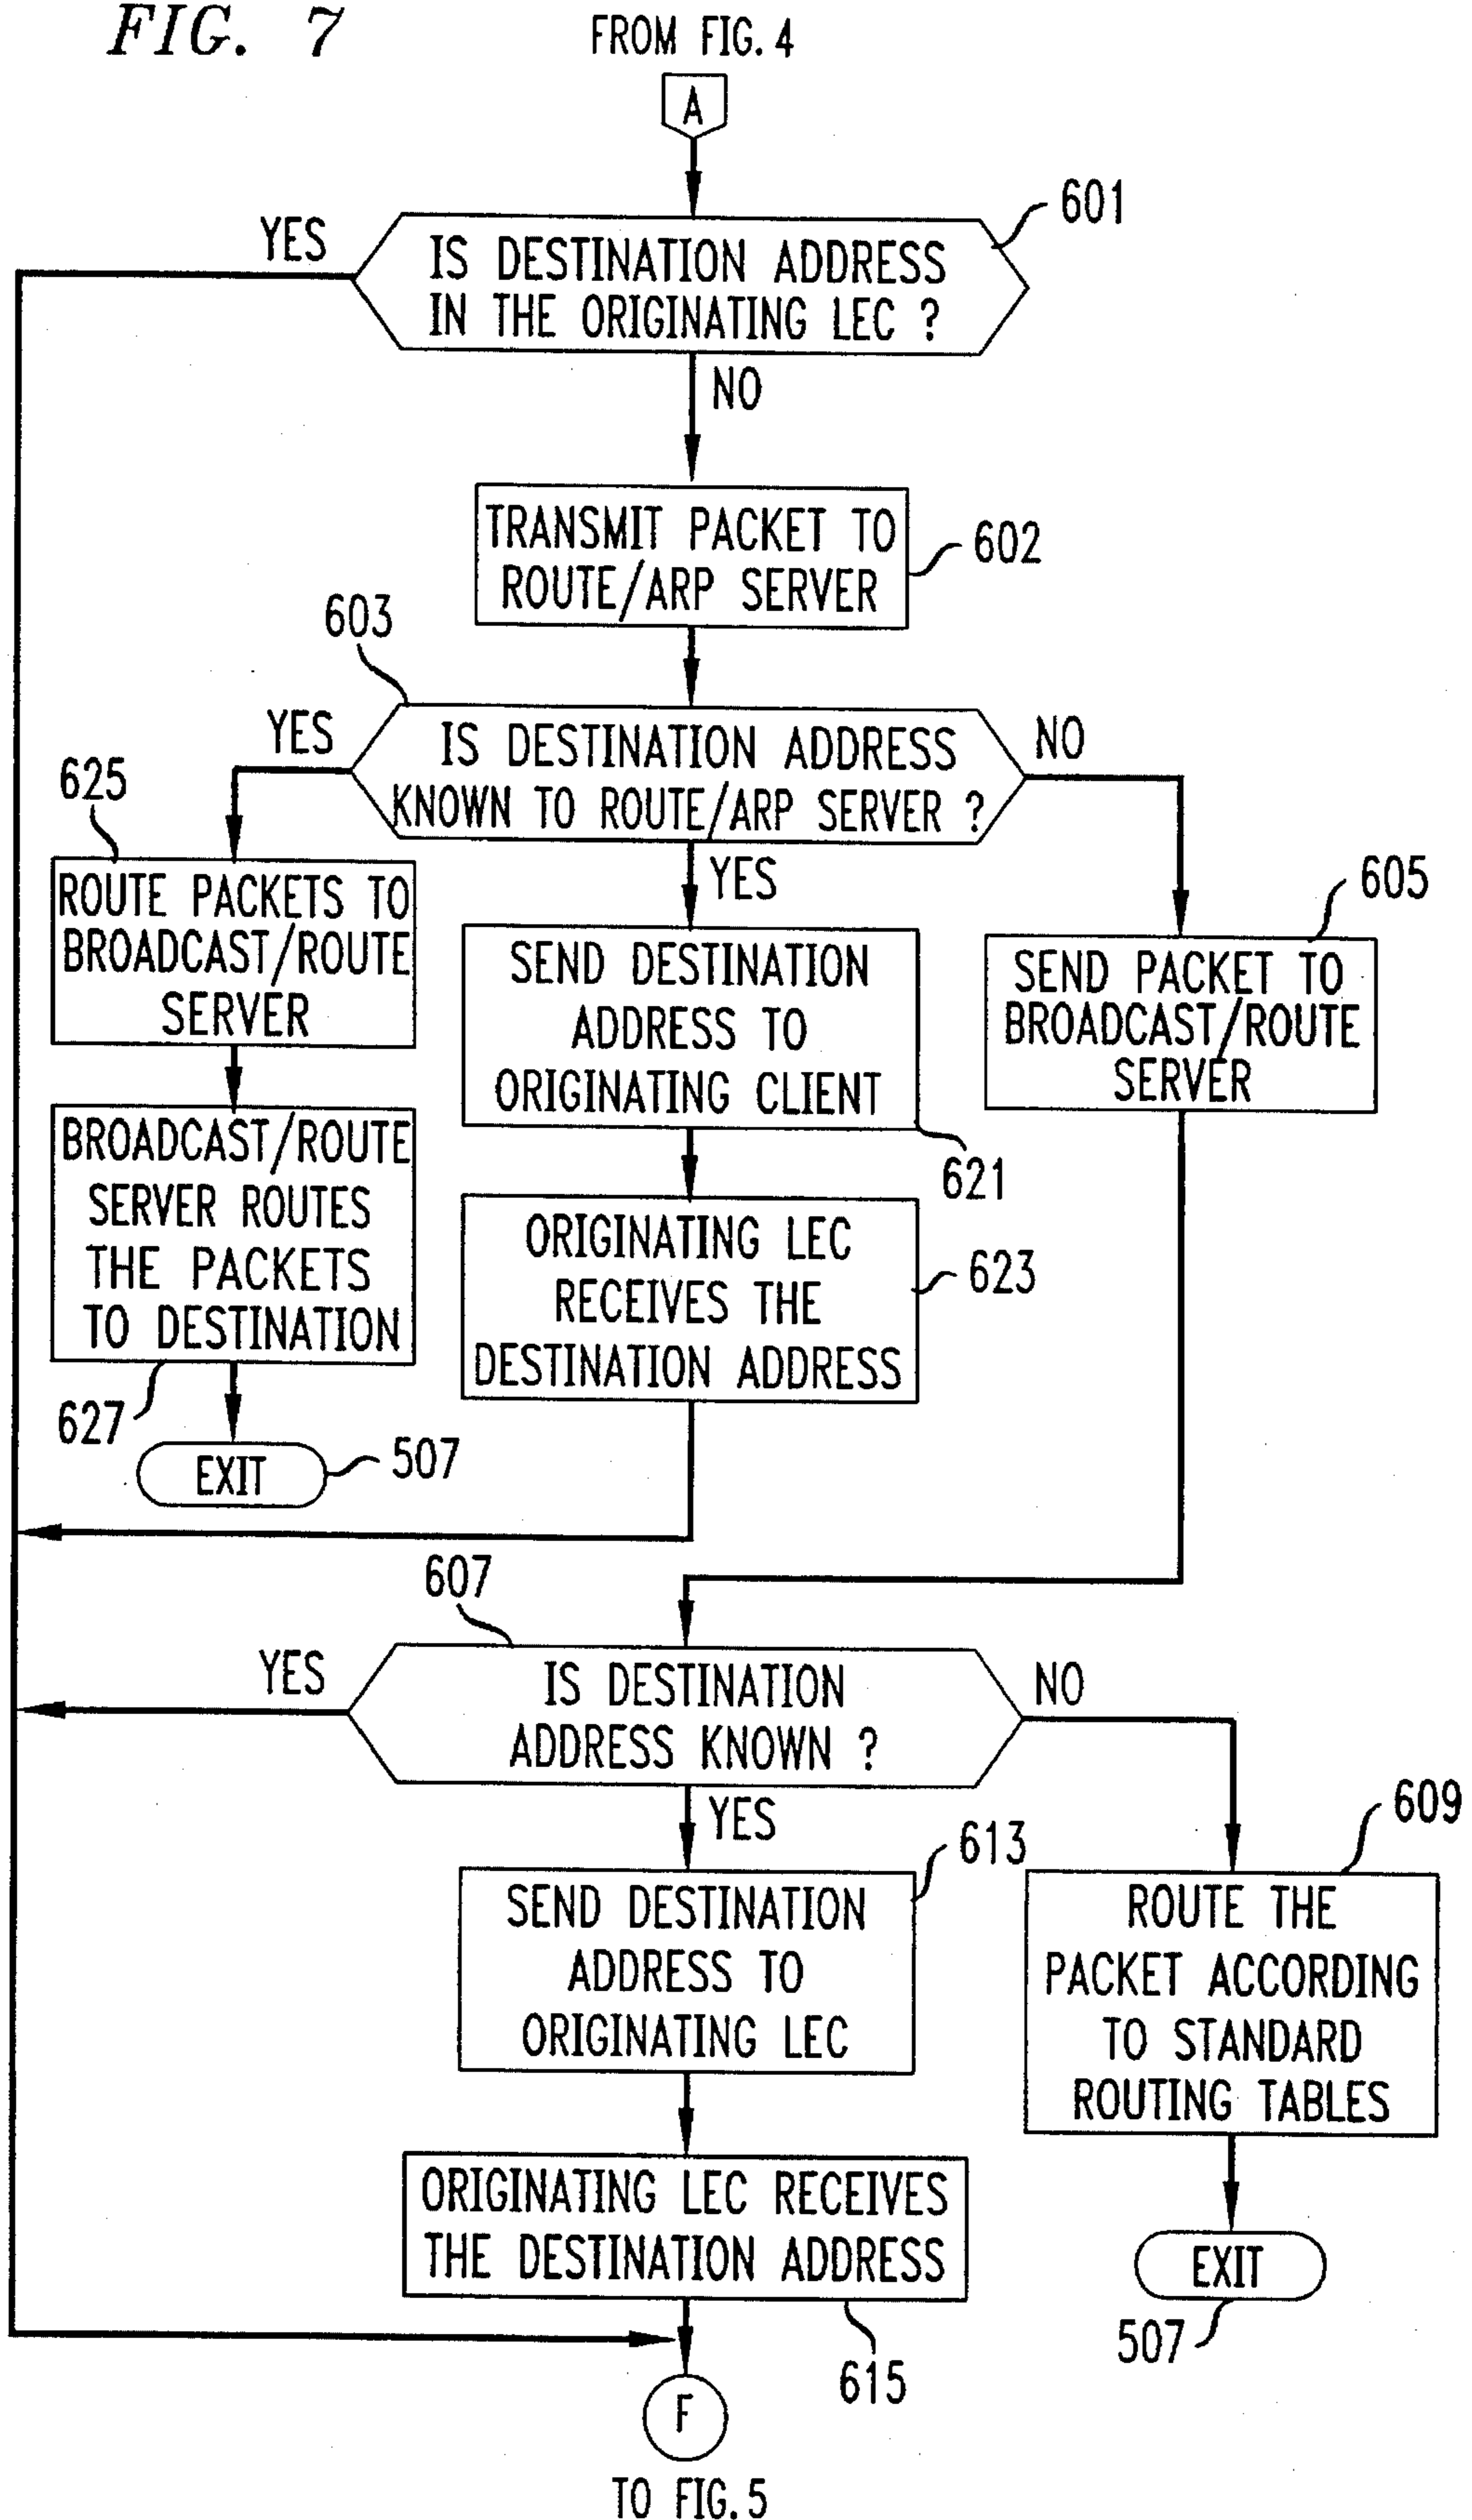 FIG. 7
FROM FIG. 4
A
601
YES
IS DESTINATION ADDRESS
IN THE ORIGINATING LEC ?
NO
TRANSMIT PACKET TO
ROUTE/ARP SERVER
602
603
YES
IS DESTINATION ADDRESS
KNOWN TO ROUTE/ARP SERVER ?
NO
625
YES
605
ROUTE PACKETS TO
BROADCAST/ROUTE
SERVER
SEND DESTINATION
ADDRESS TO
ORIGINATING CLIENT
621
SEND PACKET TO
BROADCAST/ROUTE
SERVER
BROADCAST/ROUTE
SERVER ROUTES
THE PACKETS
TO DESTINATION
627
ORIGINATING LEC
RECEIVES THE
DESTINATION ADDRESS
623
EXIT
507
607
YES
IS DESTINATION
ADDRESS KNOWN ?
NO
YES
613
609
SEND DESTINATION
ADDRESS TO
ORIGINATING LEC
ROUTE THE
PACKET ACCORDING
TO STANDARD
ROUTING TABLES
ORIGINATING LEC RECEIVES
THE DESTINATION ADDRESS
615
EXIT
507
F
TO FIG. 5